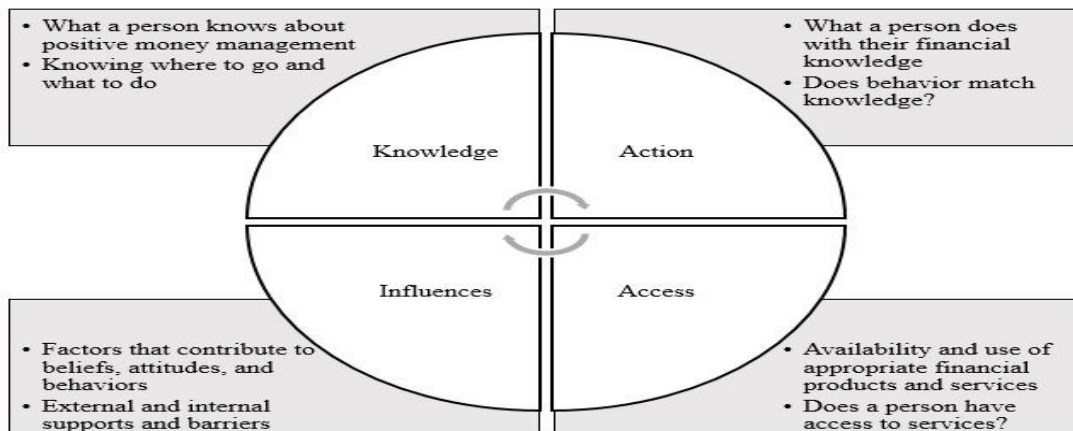 • What a person knows about
positive money management
• Knowing where to go and
what to do
• What a person does
with their financial
knowledge
• Does behavior match
knowledge?
Knowledge
Action
Influences
Access
• Factors that contribute to
beliefs, attitudes, and
behaviors
• External and internal
supports and barriers
• Availability and use of
appropriate financial
products and services
• Does a person have
access to services?